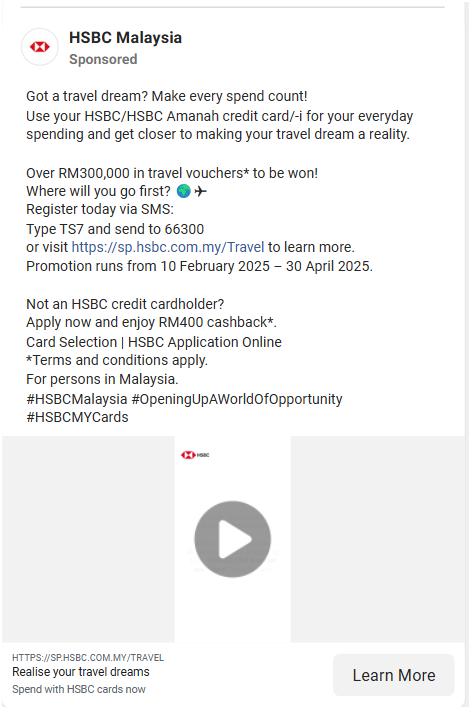 HSBC Malaysia
Sponsored
Got a travel dream? Make every spend count!
Use your HSBC/HSBC Amanah credit card/-i for your everyday
spending and get closer to making your travel dream a reality.
Over RM300,000 in travel vouchers* to be won!
Where will you go first? 🌍✈
Register today via SMS:
Type TS7 and send to 66300
or visit https://sp.hsbc.com.my/Travel to learn more.
Promotion runs from 10 February 2025 – 30 April 2025.
Not an HSBC credit cardholder?
Apply now and enjoy RM400 cashback*.
Card Selection | HSBC Application Online
*Terms and conditions apply.
For persons in Malaysia.
#HSBCMalaysia #OpeningUpAWorldOfOpportunity
#HSBCMYCards
HSBC
HTTPS://SP.HSBC.COM.MY/TRAVEL
Realise your travel dreams
Spend with HSBC cards now
Learn More